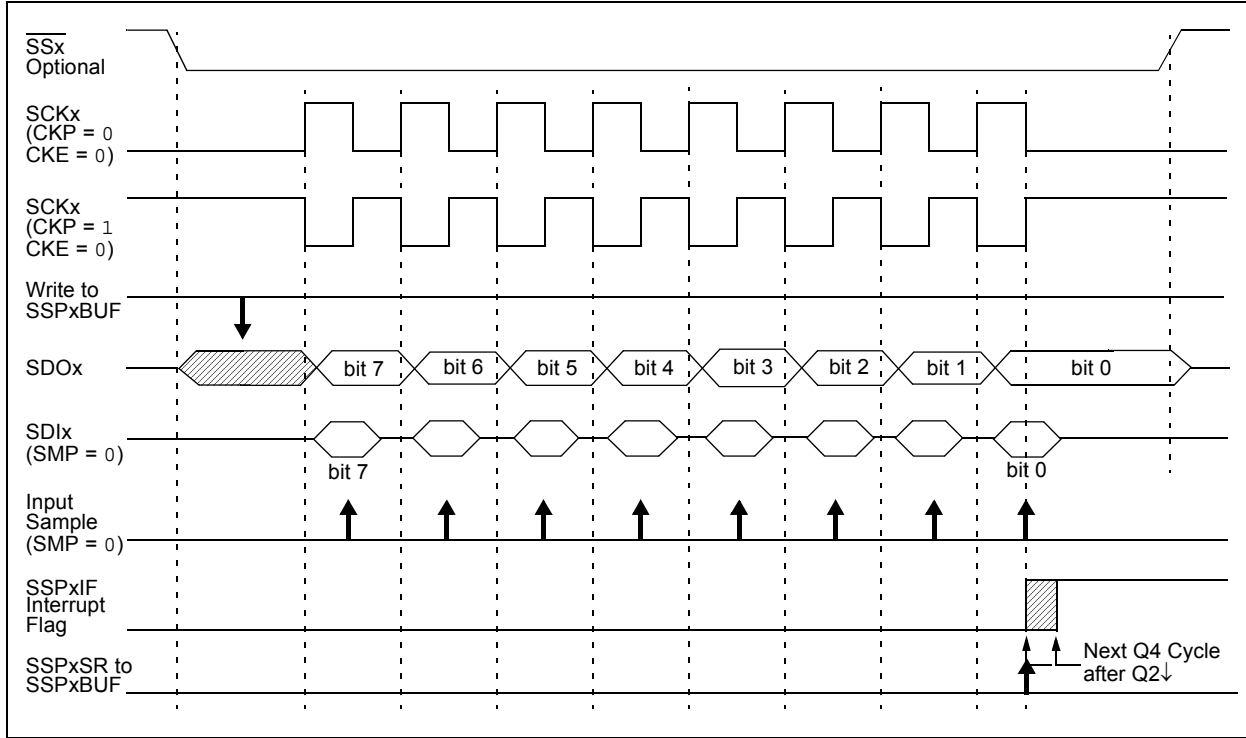 SSx
Optional
SCKx
(CKP = 0
CKE = 0)
SCKx
(CKP = 1
CKE = 0)
Write to
SSPxBUF
SDOx
bit 7
bit 6
bit 5
bit 4
bit 3
bit 2
bit 1
bit 0
SDIx
(SMP = 0)
bit 7
bit 0
Input
Sample
(SMP = 0)
SSPxIF
Interrupt
Flag
SSPxSR to
SSPxBUF
Next Q4 Cycle
after Q2↓